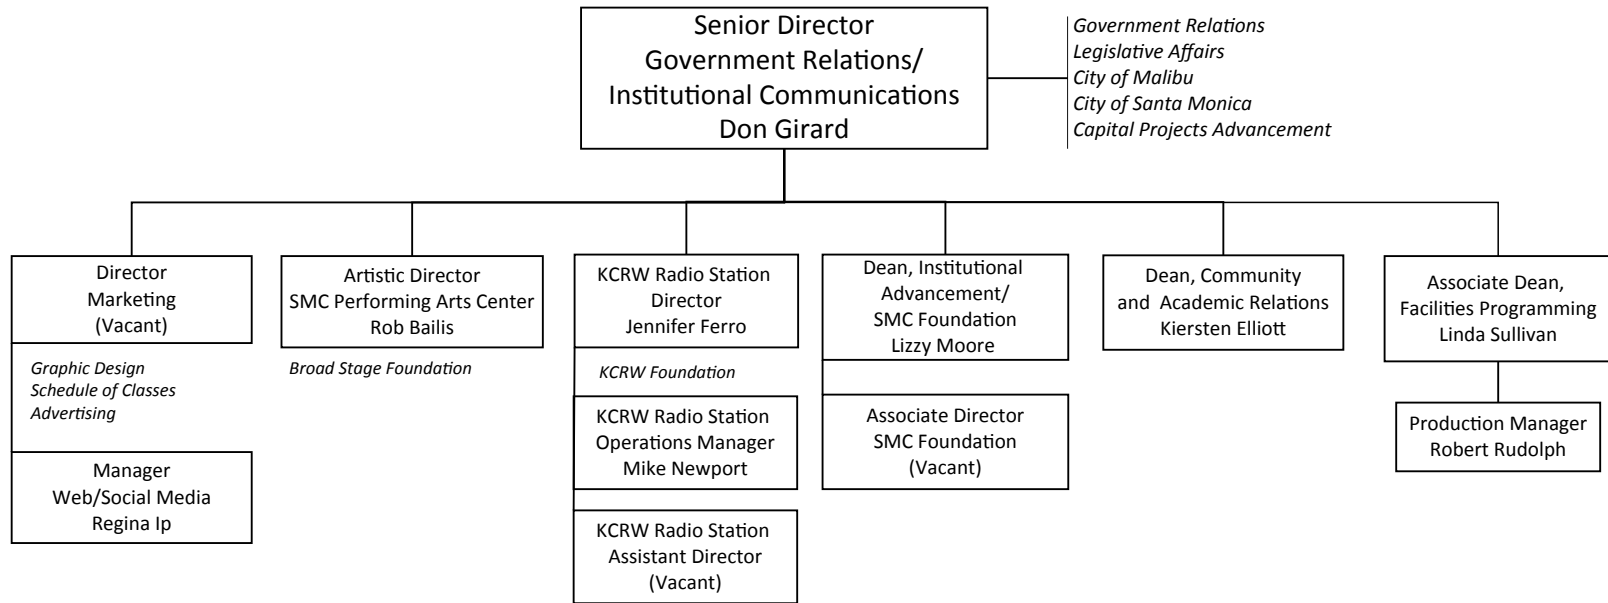 Senior Director
Government Relations/
Institutional Communications
Don Girard
Government Relations
Legislative Affairs
City of Malibu
City of Santa Monica
Capital Projects Advancement
Director
Marketing
(Vacant)
Graphic Design
Schedule of Classes
Advertising
Manager
Web/Social Media
Regina Ip
Artistic Director
SMC Performing Arts Center
Rob Bailis
Broad Stage Foundation
KCRW Radio Station
Director
Jennifer Ferro
KCRW Foundation
KCRW Radio Station
Operations Manager
Mike Newport
KCRW Radio Station
Assistant Director
(Vacant)
Dean, Institutional
Advancement/
SMC Foundation
Lizzy Moore
Associate Director
SMC Foundation
(Vacant)
Dean, Community
and Academic Relations
Kiersten Elliott
Associate Dean,
Facilities Programming
Linda Sullivan
Production Manager
Robert Rudolph